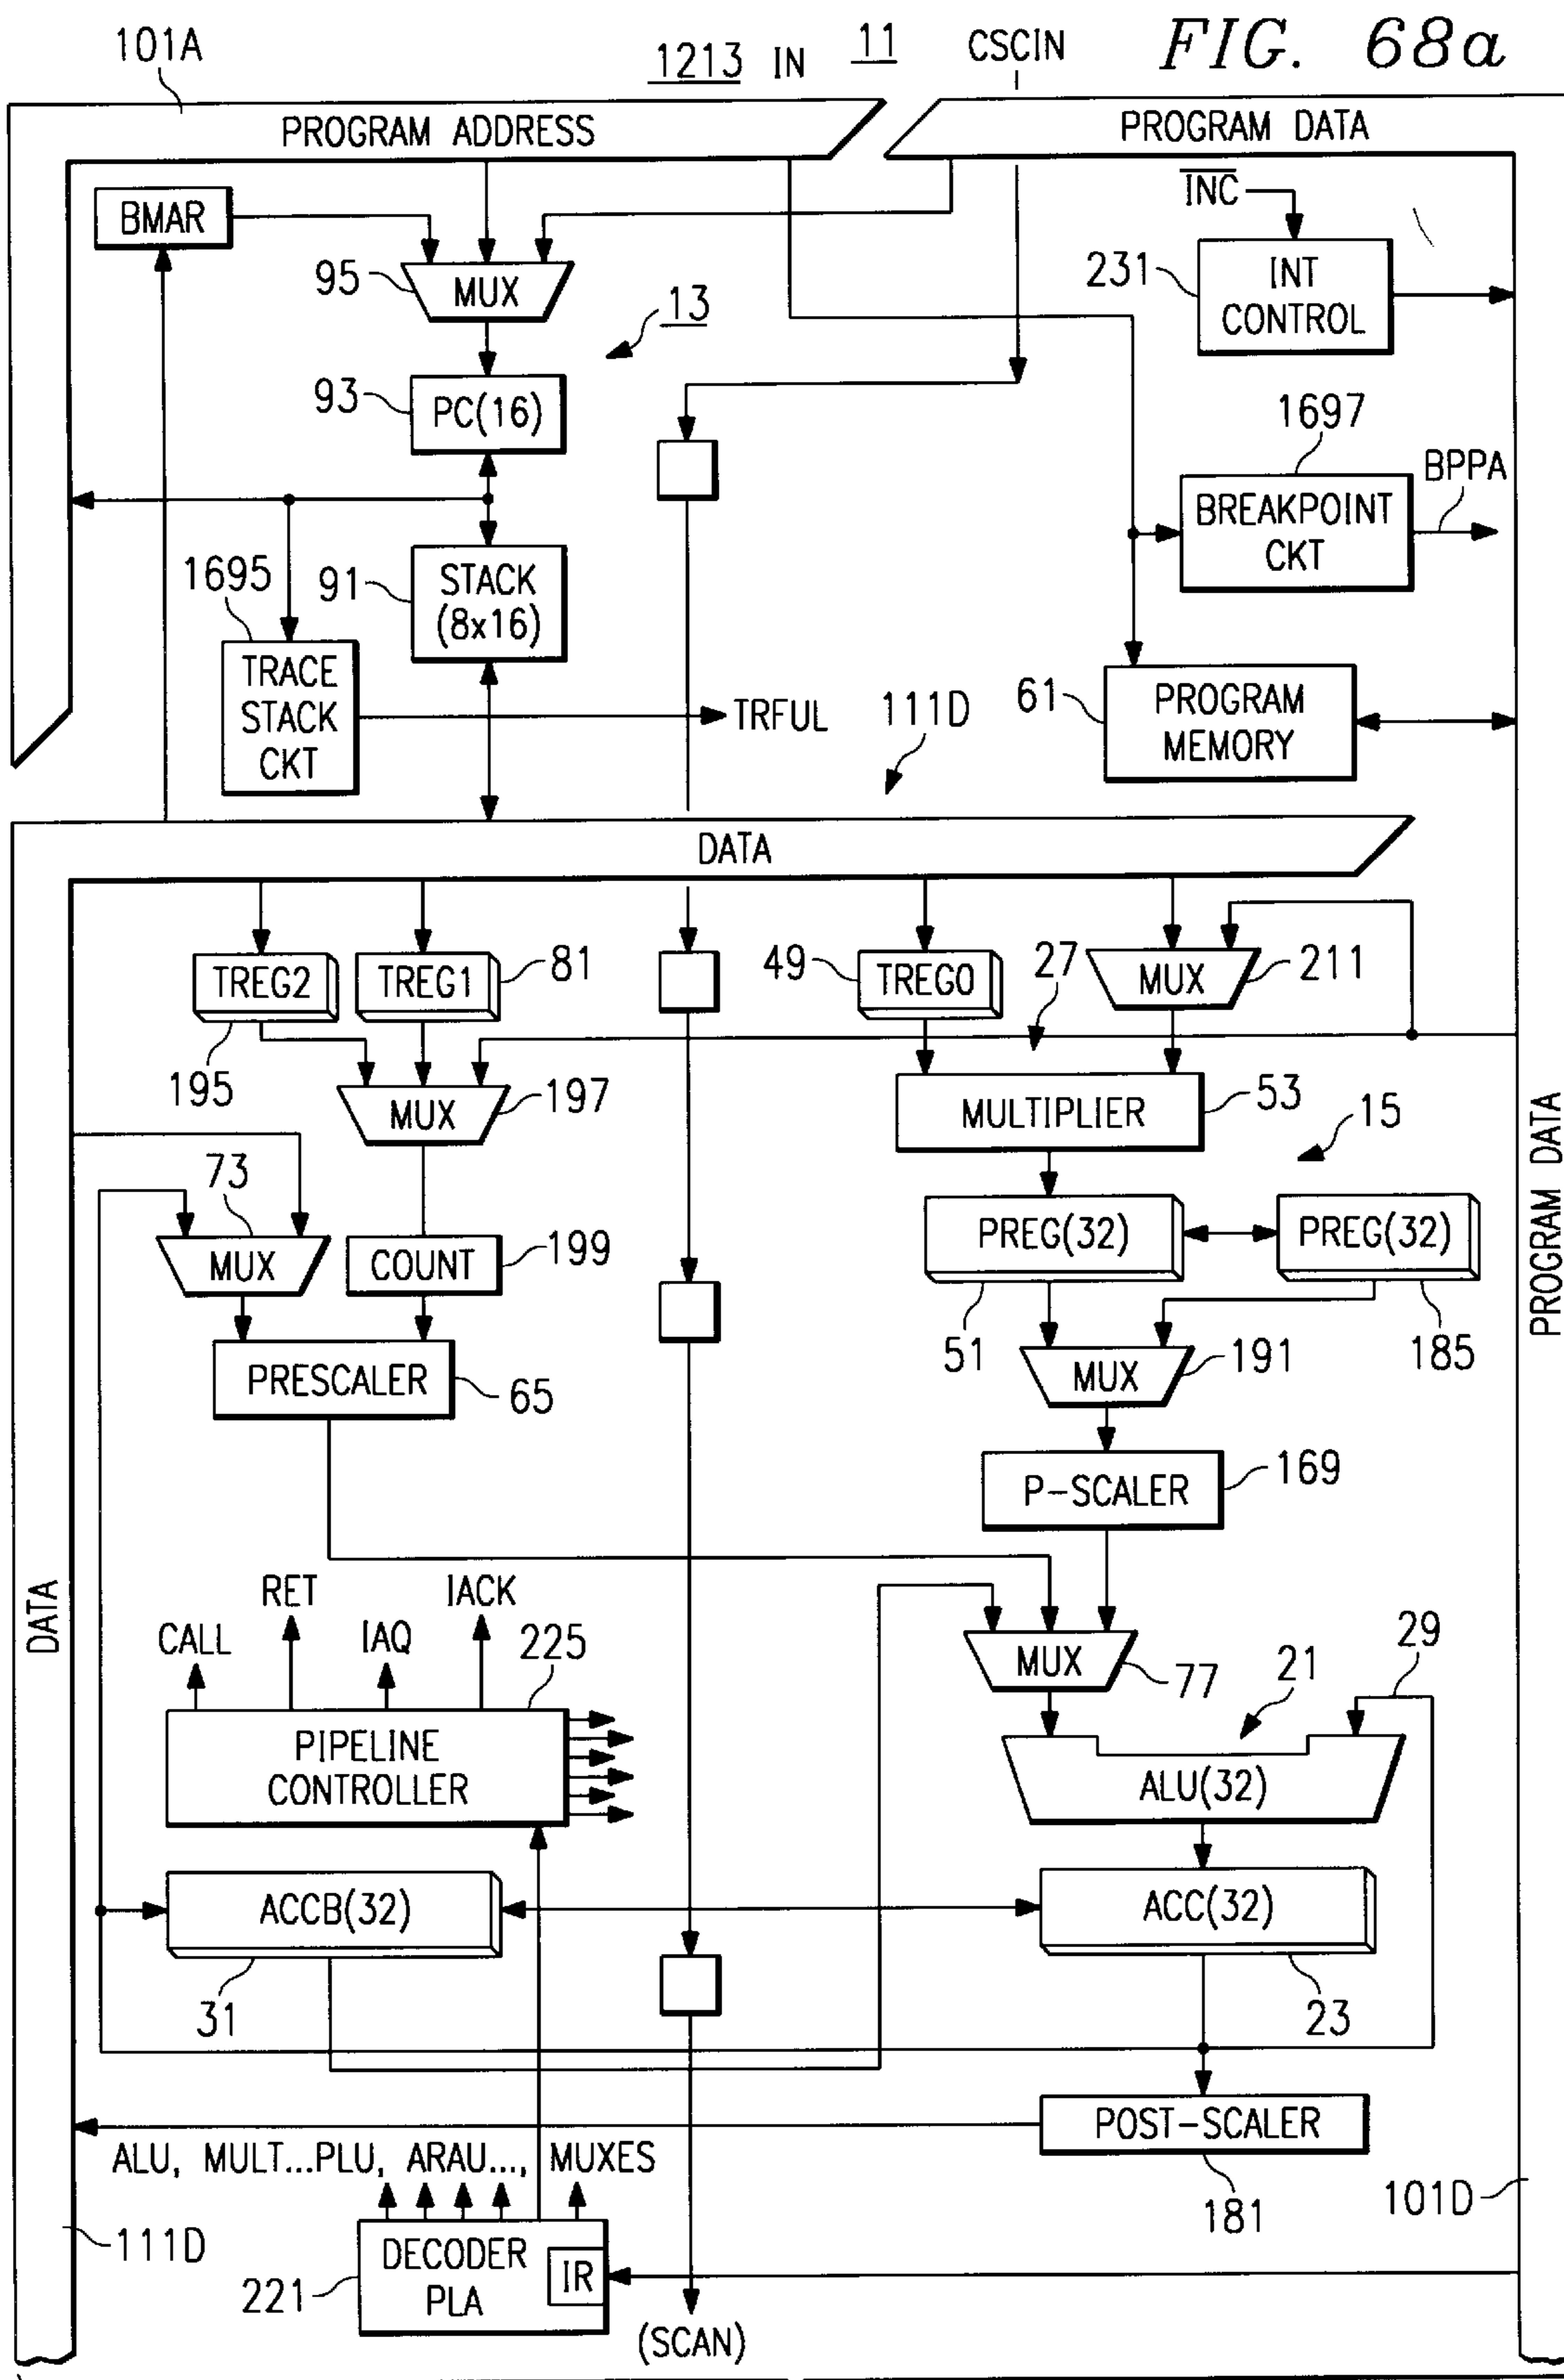 FIG. 68a
101A
1213 IN 11
CSCIN
PROGRAM ADDRESS
PROGRAM DATA
BMAR
INC
95
MUX
231
INT
CONTROL
13
93
PC(16)
1697
BPPA
BREAKPOINT
CKT
1695
91
STACK
(8x16)
TRACE
STACK
CKT
TRFUL
111D
61
PROGRAM
MEMORY
DATA
TREG2
TREG1
81
49
TREG0
27
MUX
211
195
MUX
197
MULTIPLIER
53
15
PROGRAM DATA
73
MUX
COUNT
199
PREG(32)
PREG(32)
51
185
MUX
191
PRESCALER
65
P-SCALER
169
DATA
CALL
RET
IAQ
IACK
225
MUX
77
21
29
PIPELINE
CONTROLLER
ALU(32)
ACCB(32)
ACC(32)
31
23
POST-SCALER
181
ALU, MULT...PLU, ARAU..., MUXES
101D
111D
DECODER
PLA
IR
221
(SCAN)